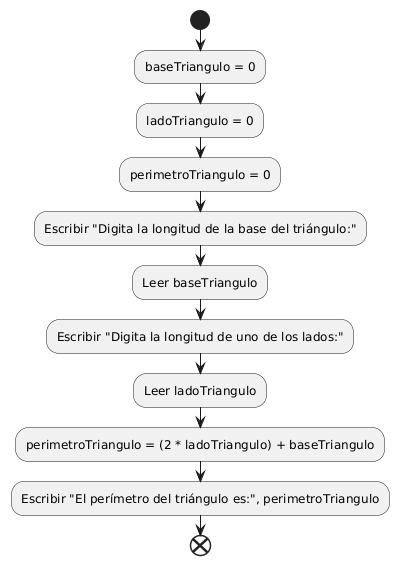 baseTriangulo = 0
ladoTriangulo = 0
perimetroTriangulo = 0
Escribir "Digita la longitud de la base del triángulo:"
Leer baseTriangulo
Escribir "Digita la longitud de uno de los lados:"
Leer ladoTriangulo
perimetroTriangulo = (2 * ladoTriangulo) + baseTriangulo
Escribir "El perímetro del triángulo es:", perimetroTriangulo